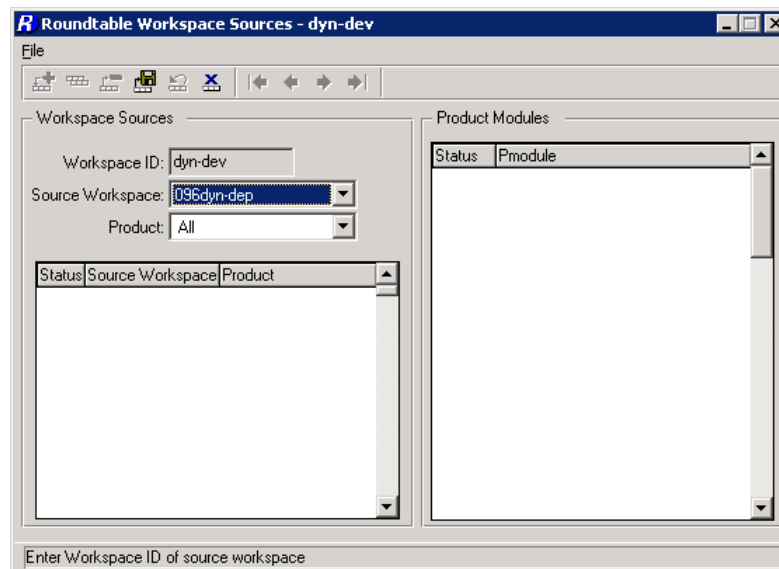 R Roundtable Workspace Sources - dyn-dev
File
Workspace Sources
Workspace ID: dyn-dev
Source Workspace: 096dyn-dep
Product: All
Status Source Workspace Product
Product Modules
Status Pmodule
Enter Workspace ID of source workspace